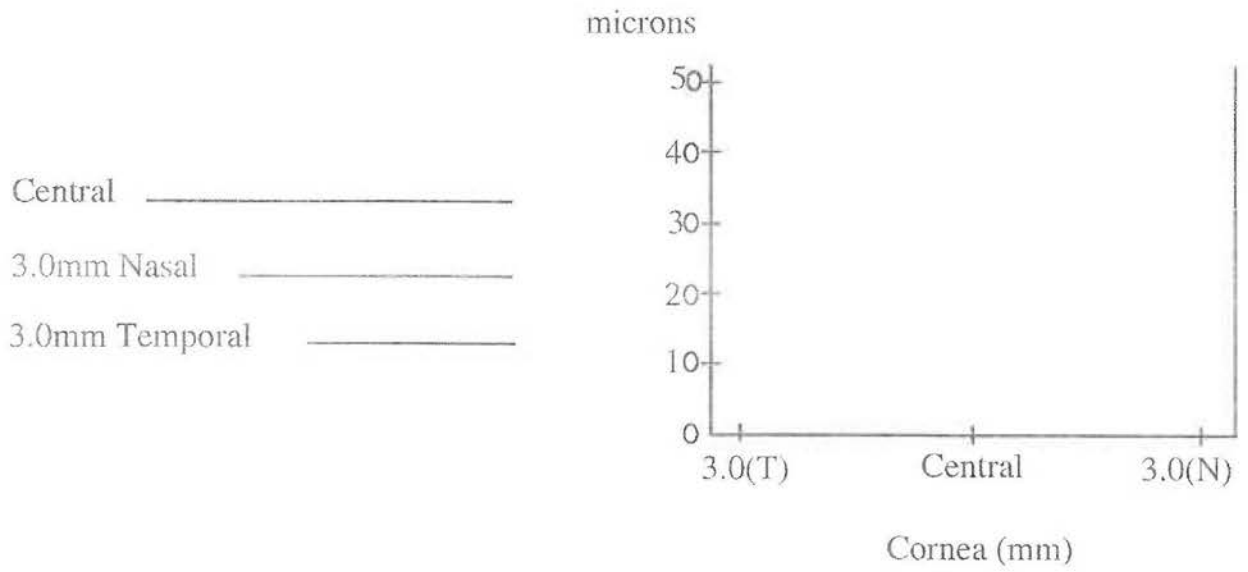 microns
50
40
Central
30
3.0mm Nasal
20
3.0mm Temporal
10
0
3.0(T) Central 3.0(N)
Cornea (mm)